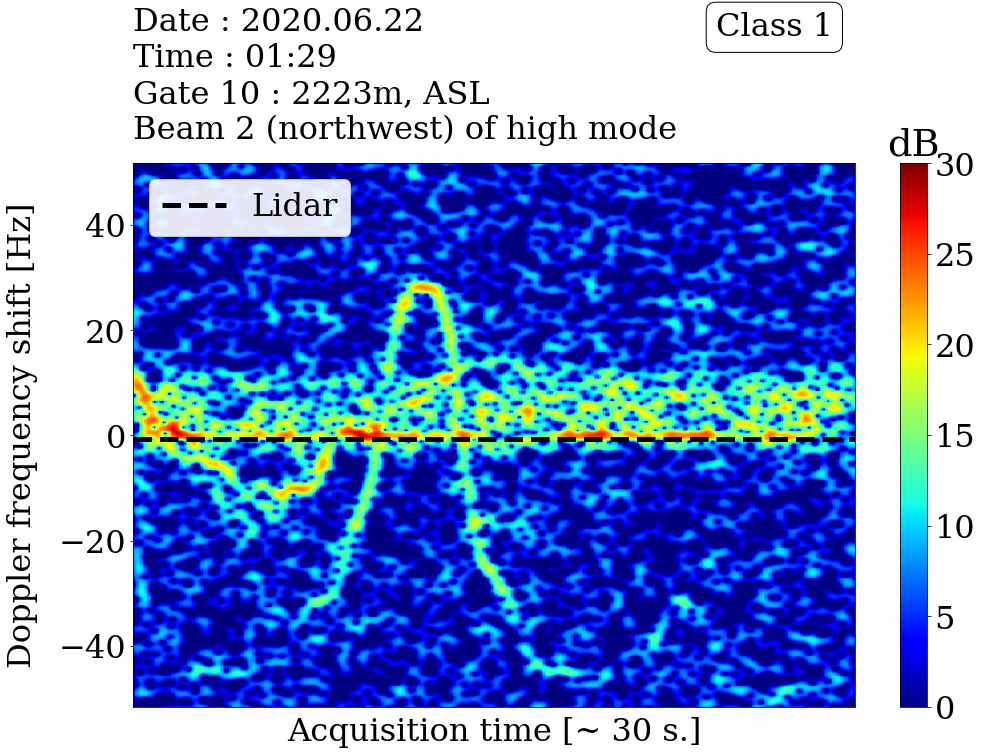 Date : 2020.06.22
Time : 01:29
Gate 10 : 2223m, ASL
Beam 2 (northwest) of high mode
Class 1
dB
Lidar
Doppler frequency shift [Hz]
40
20
0
−20
−40
30
25
20
15
10
5
0
Acquisition time [~ 30 s.]